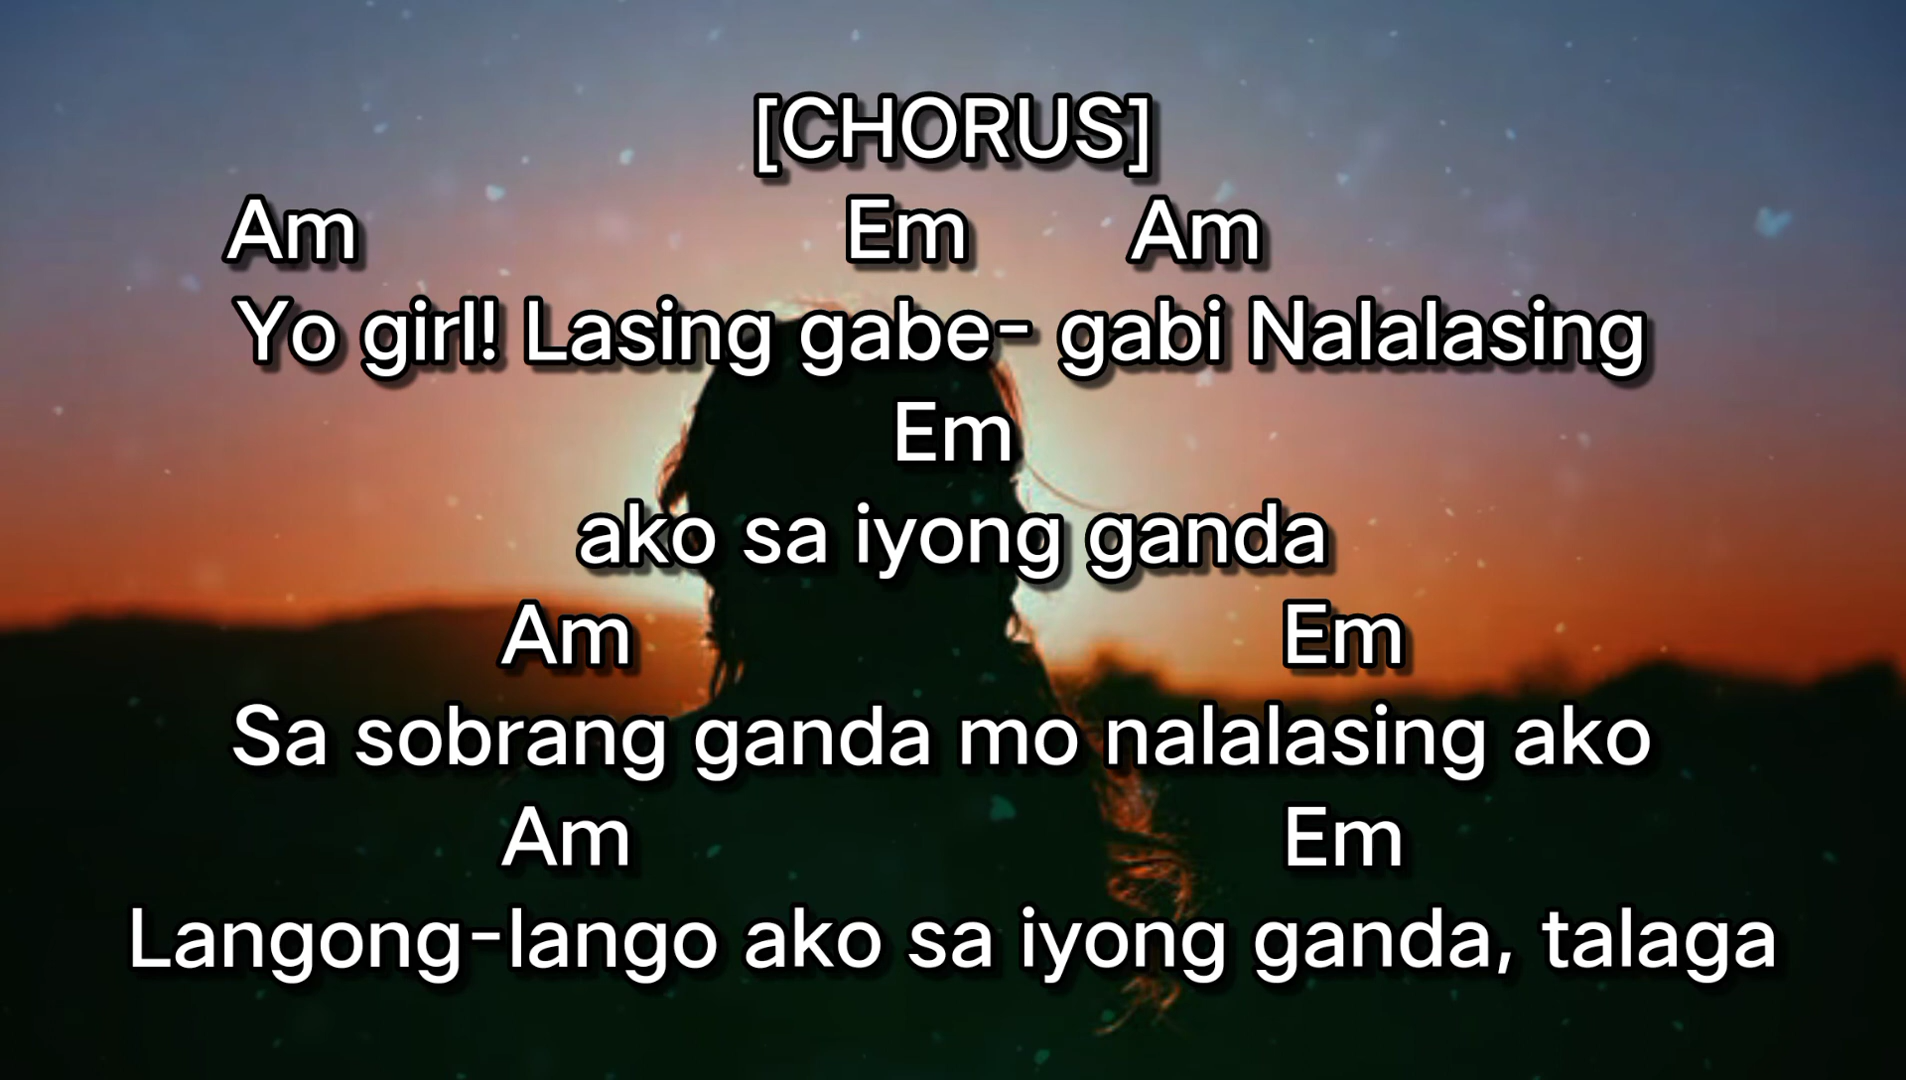 [CHORUS]
Am Em Am
Yo girl! Lasing gabe- gabi Nalalasing
Em
ako sa iyong ganda
Am Em
Sa sobrang ganda mo nalalasing ako
Am Em
Langong-lango ako sa iyong ganda, talaga